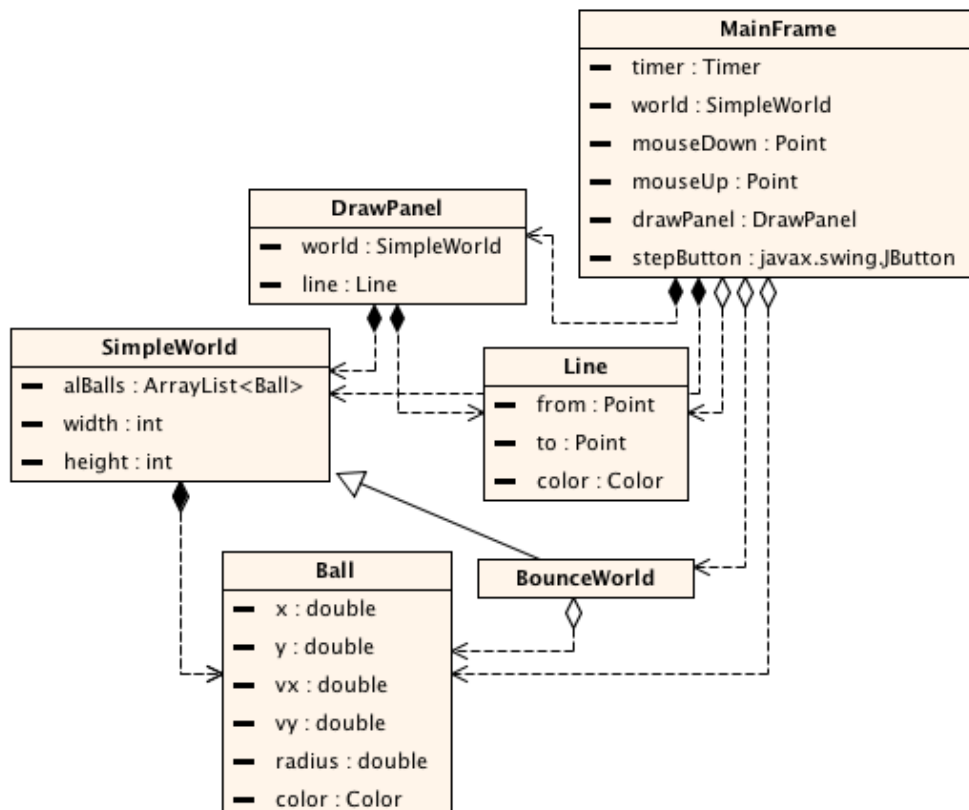 MainFrame
timer : Timer
world : SimpleWorld
mouseDown : Point
mouseUp : Point
drawPanel : DrawPanel
stepButton : javax.swing.JButton
DrawPanel
world : SimpleWorld
line : Line
SimpleWorld
alBalls : ArrayList<Ball>
width : int
height : int
Line
from : Point
to : Point
color : Color
BounceWorld
Ball
x : double
y : double
vx : double
vy : double
radius : double
color : Color